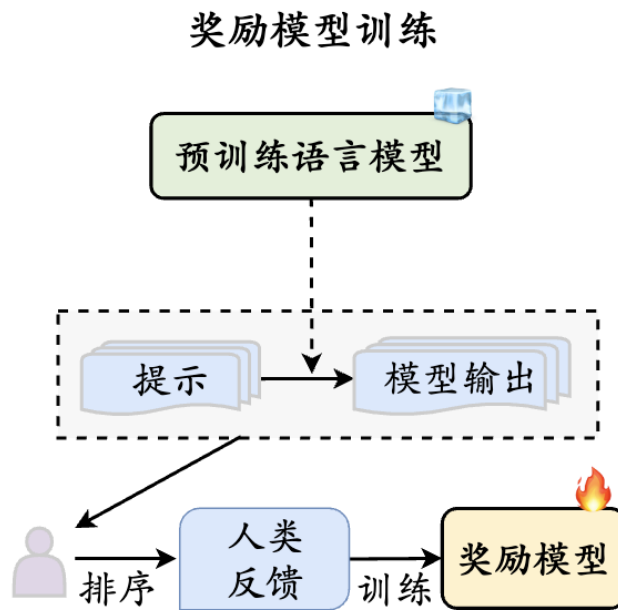 奖励模型训练
预训练语言模型
提示
模型输出
人类
反馈
排序
训练
奖励模型